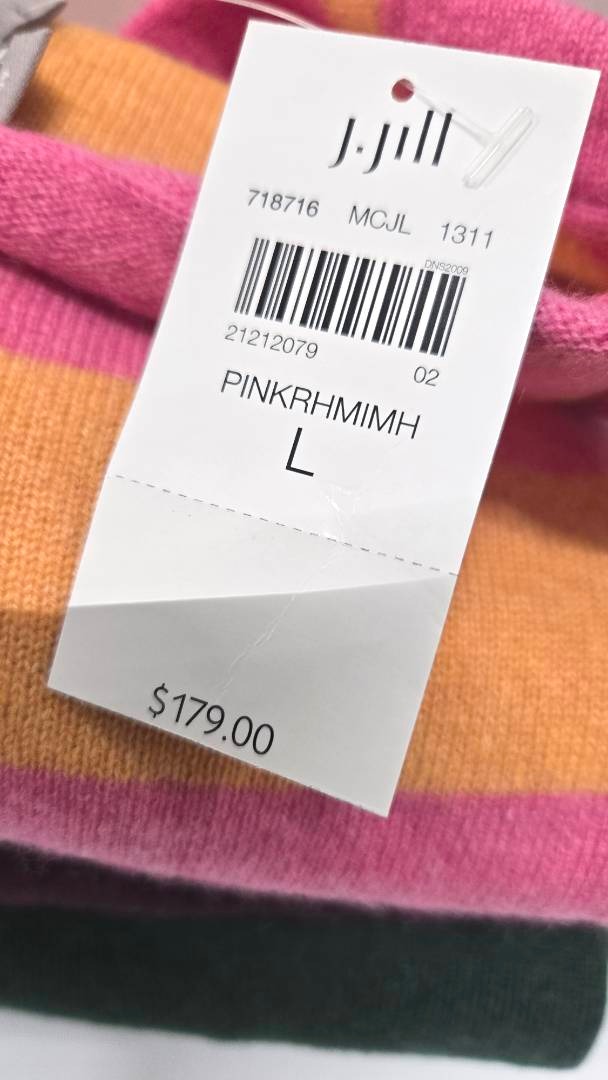 J.Jill
718716 MCJL 1311
DNS2009
21212079 02
PINKRHMIMH
L
$179.00